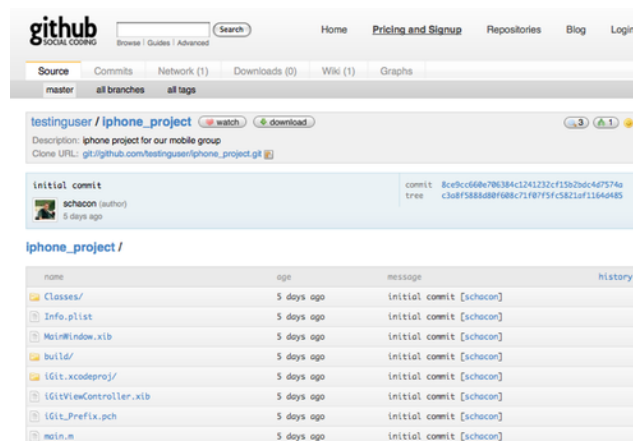 github
SOCIAL CODING
Search
Browse | Guides | Advanced
Home Pricing and Signup Repositories Blog Login
Source Commits Network (1) Downloads (0) Wiki (1) Graphs
master all branches all tags
testinguser / iphone_project watch download 3 1
Description: iphone project for our mobile group
Clone URL: git://github.com/testinguser/iphone_project.git
initial commit
commit 8ce9cc660e706384c1241232cf15b2bdc4d7574a
schacon (author)
tree c3a8f5888d80f608c71f07f5fc5821af1164d485
5 days ago
iphone_project /
name age message history
Classes/ 5 days ago initial commit [schacon]
Info.plist 5 days ago initial commit [schacon]
MainWindow.xib 5 days ago initial commit [schacon]
build/ 5 days ago initial commit [schacon]
iGit.xcodeproj/ 5 days ago initial commit [schacon]
iGitViewController.xib 5 days ago initial commit [schacon]
iGit_Prefix.pch 5 days ago initial commit [schacon]
main.m 5 days ago initial commit [schacon]